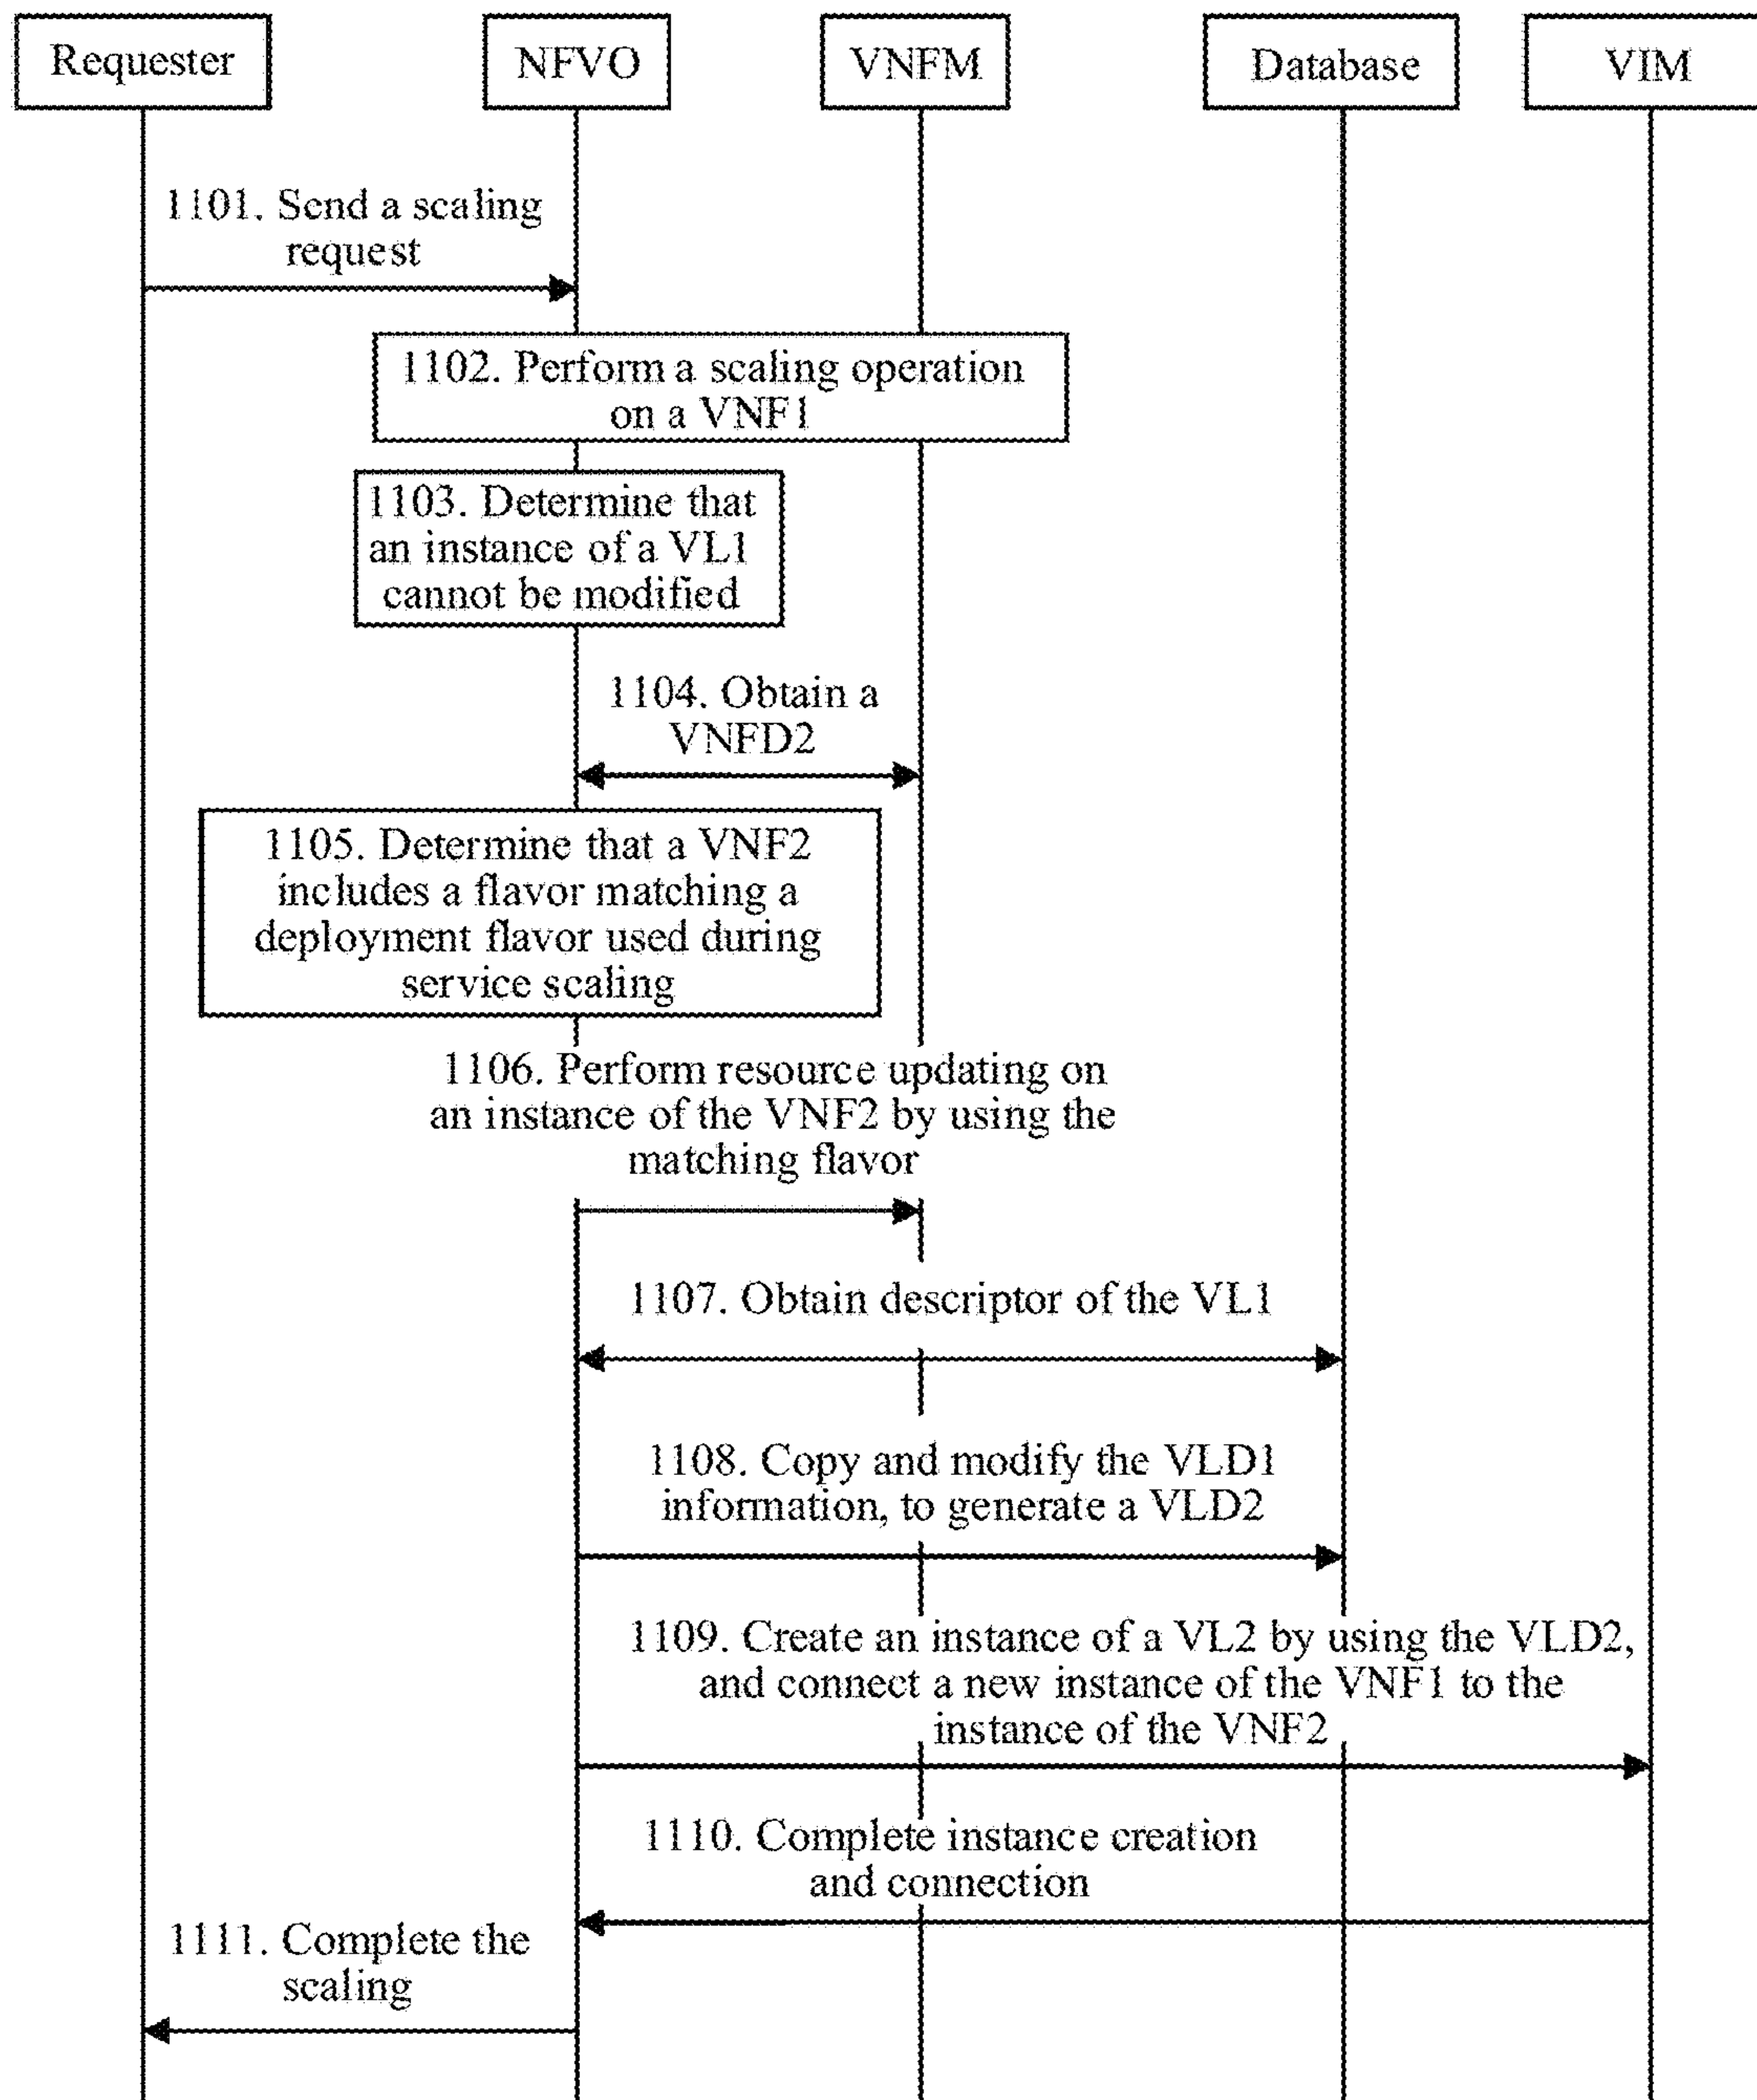 Requester
NFVO
VNFM
Database
VIM
1101. Send a scaling
request
1102. Perform a scaling operation
on a VNF1
1103. Determine that
an instance of a VL1
cannot be modified
1104. Obtain a
VNFD2
1105. Determine that a VNF2
includes a flavor matching a
deployment flavor used during
service scaling
1106. Perform resource updating on
an instance of the VNF2 by using the
matching flavor
1107. Obtain descriptor of the VL1
1108. Copy and modify the VLD1
information, to generate a VLD2
1109. Create an instance of a VL2 by using the VLD2,
and connect a new instance of the VNF1 to the
instance of the VNF2
1110. Complete instance creation
and connection
1111. Complete the
scaling